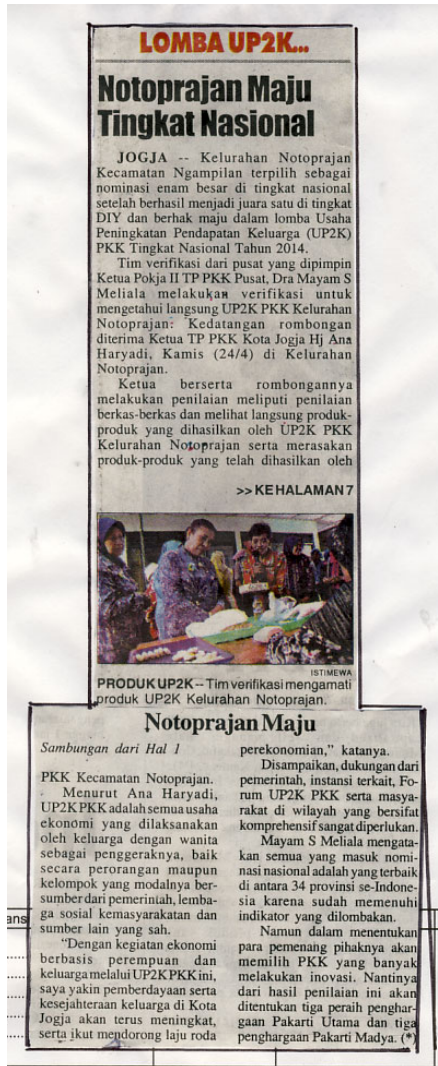 LOMBA UP2K...
Notoprajan Maju
Tingkat Nasional
JOGJA -- Kelurahan Notoprajan
Kecamatan Ngampilan terpilih sebagai
nominasi enam besar di tingkat nasional
setelah berhasil menjadi juara satu di tingkat
DIY dan berhak maju dalam lomba Usaha
Peningkatan Pendapatan Keluarga (UP2K)
PKK Tingkat Nasional Tahun 2014.
Tim verifikasi dari pusat yang dipimpin
Ketua Pokja II TP PKK Pusat, Dra Mayam S
Meliala melakukan verifikasi untuk
mengetahui langsung UP2K PKK Kelurahan
Notoprajan. Kedatangan rombongan
diterima Ketua TP PKK Kota Jogja Hj Ana
Haryadi, Kamis (24/4) di Kelurahan
Notoprajan.
Ketua berserta rombongannya
melakukan penilaian meliputi penilaian
berkas-berkas dan melihat langsung produk-
produk yang dihasilkan oleh UP2K PKK
Kelurahan Notoprajan serta merasakan
produk-produk yang telah dihasilkan oleh
>> KE HALAMAN 7
ISTIMEWA
PRODUK UP2K -- Tim verifikasi mengamati
produk UP2K Kelurahan Notoprajan.
Notoprajan Maju
Sambungan dari Hal 1
PKK Kecamatan Notoprajan.
Menurut Ana Haryadi,
UP2K PKK adalah semua usaha
ekonomi yang dilaksanakan
oleh keluarga dengan wanita
sebagai penggeraknya, baik
secara perorangan maupun
kelompok yang modalnya ber-
sumber dari pemerintah, lemba-
ga sosial kemasyarakatan dan
sumber lain yang sah.
"Dengan kegiatan ekonomi
berbasis perempuan dan
keluarga melalui UP2K PKK ini,
saya yakin pemberdayaan serta
kesejahteraan keluarga di Kota
Jogja akan terus meningkat,
serta ikut mendorong laju roda
perekonomian," katanya.
Disampaikan, dukungan dari
pemerintah, instansi terkait, Fo-
rum UP2K PKK serta masya-
rakat di wilayah yang bersifat
komprehensif sangat diperlukan.
Mayam S Meliala mengata-
kan semua yang masuk nomi-
nasi nasional adalah yang terbaik
di antara 34 provinsi se-Indone-
sia karena sudah memenuhi
indikator yang dilombakan.
Namun dalam menentukan
para pemenang pihaknya akan
memilih PKK yang banyak
melakukan inovasi. Nantinya
dari hasil penilaian ini akan
ditentukan tiga peraih penghar-
gaan Pakarti Utama dan tiga
penghargaan Pakarti Madya. (*)